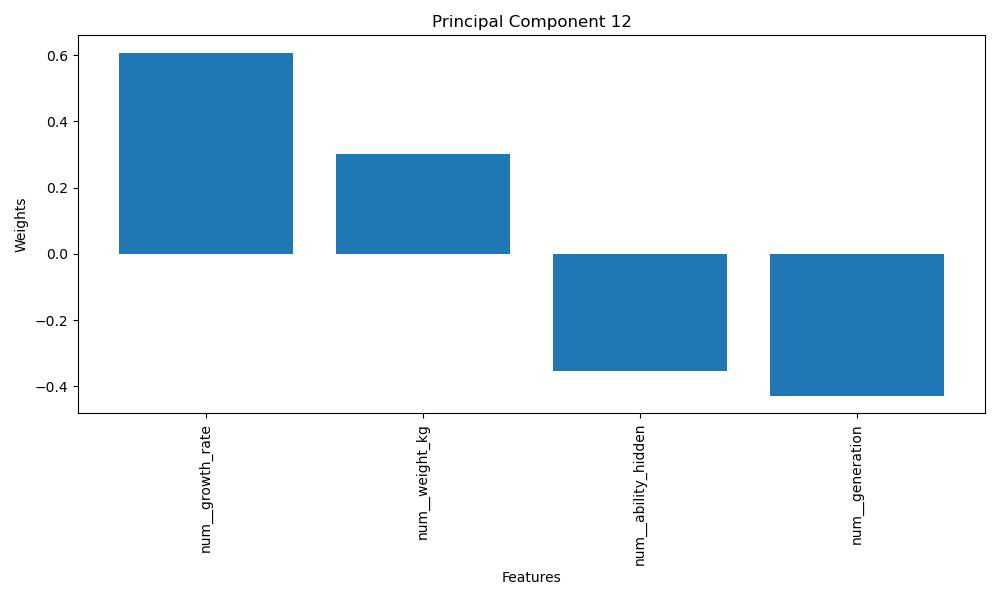 Principal Component 12
0.6
0.4
0.2
0.0
−0.2
−0.4
Weights
num__growth_rate
num__weight_kg
num__ability_hidden
num__generation
Features